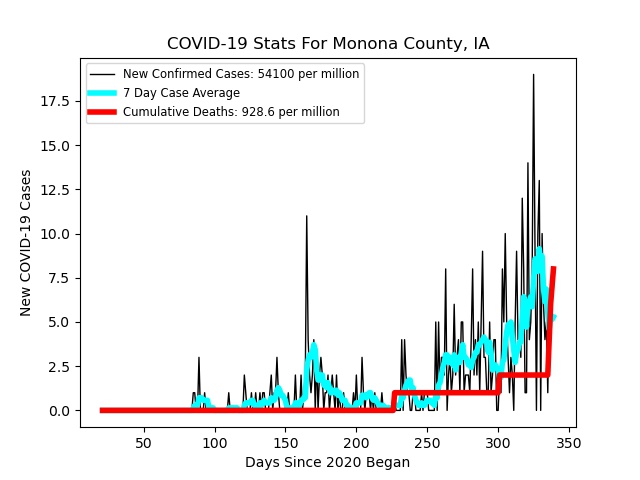 COVID-19 Stats For Monona County, IA
New Confirmed Cases: 54100 per million
7 Day Case Average
Cumulative Deaths: 928.6 per million
New COVID-19 Cases
17.5
15.0
12.5
10.0
7.5
5.0
2.5
0.0
50 100 150 200 250 300 350
Days Since 2020 Began